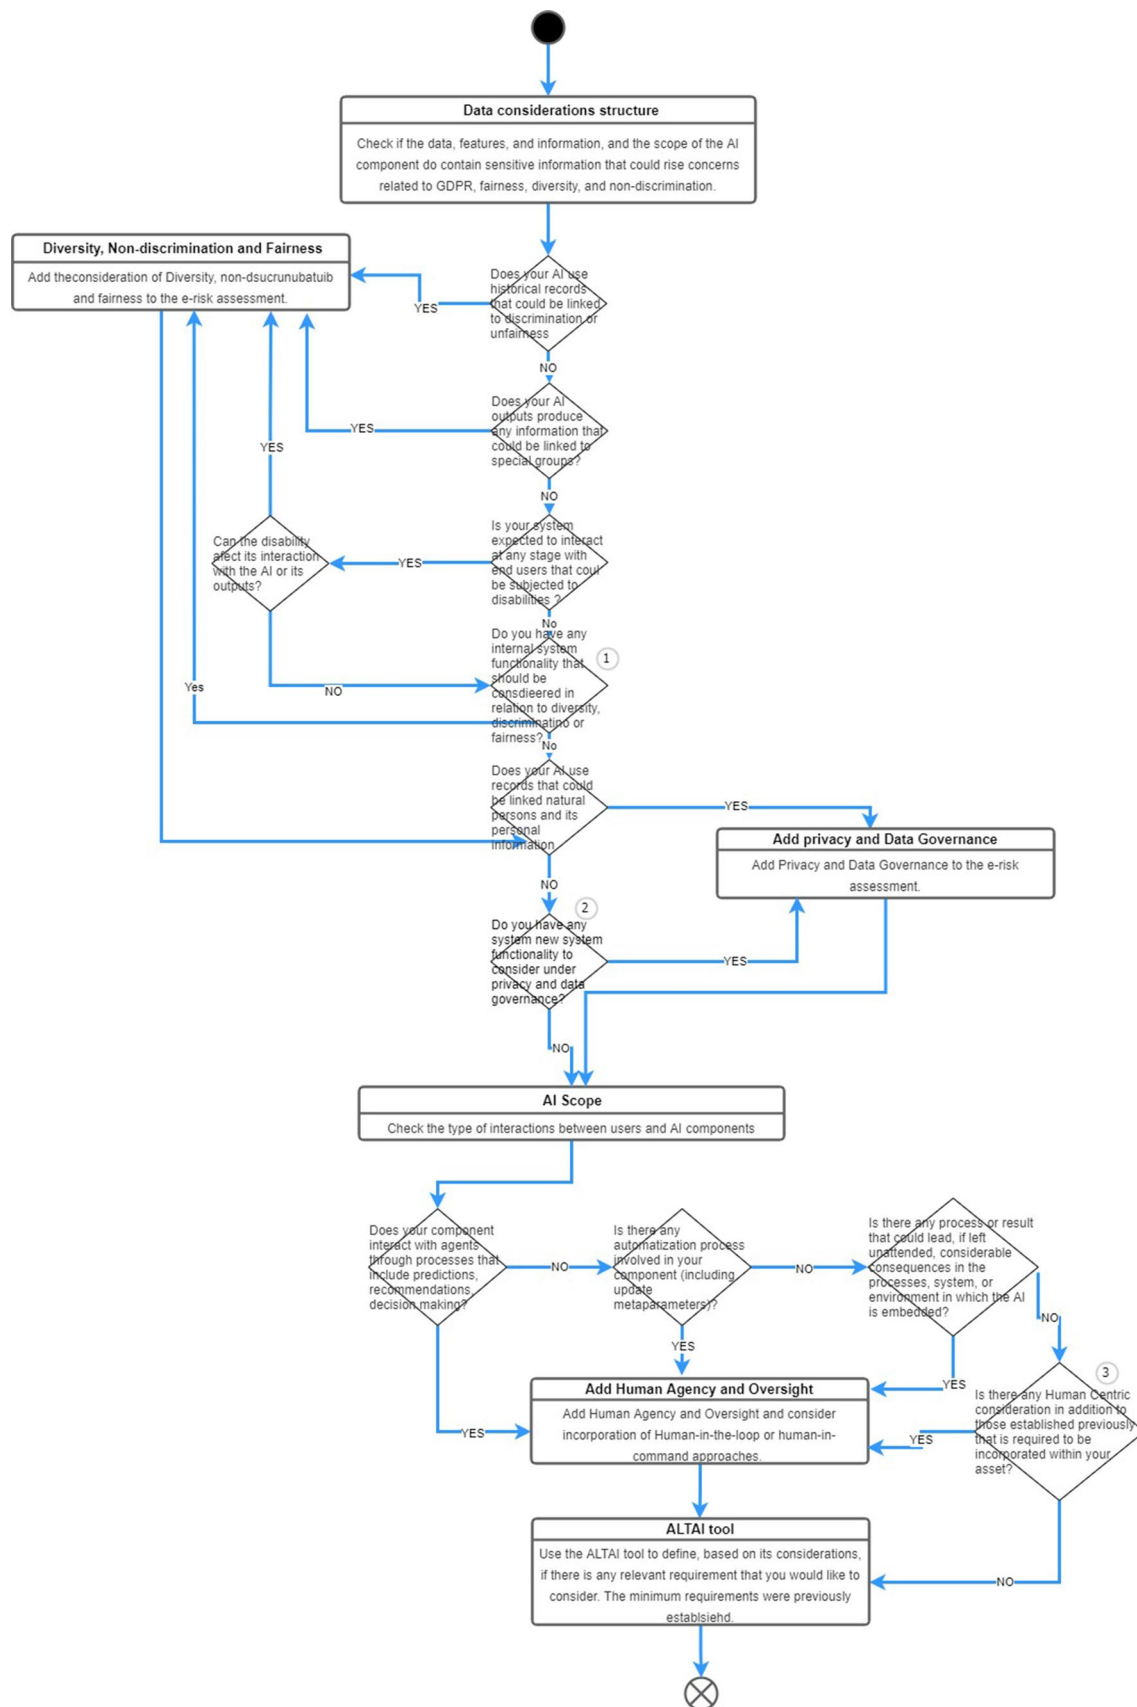 Data considerations structure
Check if the data, features, and information, and the scope of the AI
component do contain sensitive information that could rise concerns
related to GDPR, fairness, diversity, and non-discrimination.
Diversity, Non-discrimination and Fairness
Add theconsideration of Diversity, non-dsucrunubatuib
and fairness to the e-risk assessment.
Does your AI use
historical records
that could be linked
to discrimination or
unfairness
YES
NO
Does your AI
outputs produce
any information that
could be linked to
special groups?
YES
YES
NO
Is your system
expected to interact
at any stage with
end users that coul
be subjected to
disabilities ?
YES
Can the disability
afect its interaction
with the AI or its
outputs?
No
Do you have any
internal system
functionality that
should be
consdieered in
relation to diversity,
discriminatino or
fairness?
1
NO
Yes
No
Does your AI use
records that could
be linked natural
persons and its
personal
information
YES
Add privacy and Data Governance
Add Privacy and Data Governance to the e-risk
assessment.
NO
2
Do you have any
system new system
functionality to
consider under
privacy and data
governance?
YES
NO
AI Scope
Check the type of interactions between users and AI components
Does your component
interact with agents
through processes that
include predictions,
recommendations,
decision making?
NO
Is there any
automatization process
involved in your
component (including
update
metaparameters)?
NO
Is there any process or result
that could lead, if left
unattended, considerable
consequences in the
processes, system, or
environment in which the AI
is embedded?
NO
YES
YES
YES
3
Is there any Human Centric
consideration in addition to
those established previously
that is required to be
incorporated within your
asset?
YES
Add Human Agency and Oversight
Add Human Agency and Oversight and consider
incorporation of Human-in-the-loop or human-in-
command approaches.
ALTAI tool
Use the ALTAI tool to define, based on its considerations,
if there is any relevant requirement that you would like to
consider. The minimum requirements were previously
establsiehd.
NO